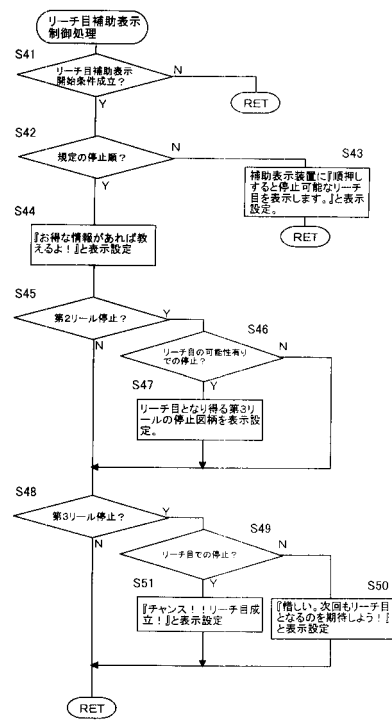 リーチ目補助表示
制御処理
S41
リーチ目補助表示
開始条件成立?
N
RET
Y
S42
規定の停止順?
N
S43
補助表示装置に『順押し
すると停止可能なリーチ
目を表示します。』と表示
設定。
RET
Y
S44
『お得な情報があれば教
えるよ!』と表示設定
S45
第2リール停止?
Y
S46
N
リーチ目の可能性有り
での停止?
N
S47
Y
リーチ目となり得る第3リ
ールの停止図柄を表示設
定。
S48
第3リール停止?
Y
S49
N
リーチ目での停止?
N
S51
Y
S50
『チャンス!!リーチ目成
立!』と表示設定
『惜しい。次回もリーチ目
となるのを期待しよう!』
と表示設定
RET